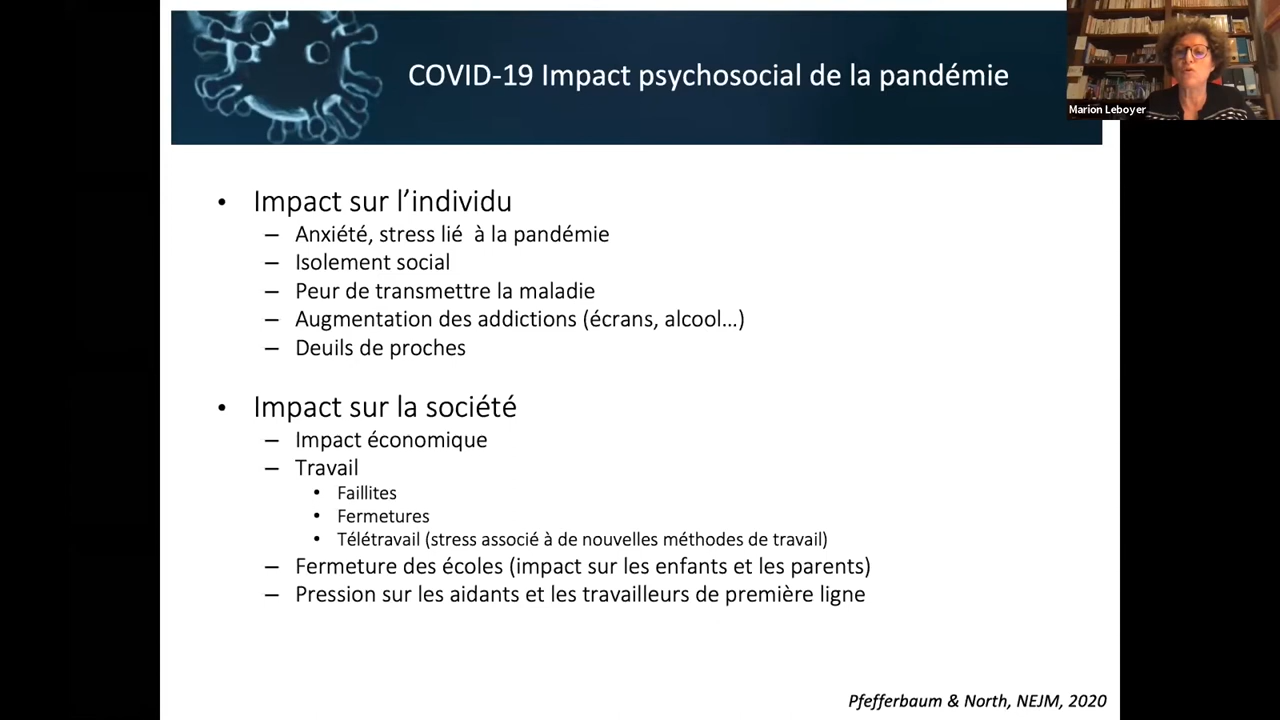 COVID-19 Impact psychosocial de la pandémie
Marion Leboyer
• Impact sur l’individu
– Anxiété, stress lié à la pandémie
– Isolement social
– Peur de transmettre la maladie
– Augmentation des addictions (écrans, alcool…)
– Deuils de proches
• Impact sur la société
– Impact économique
– Travail
• Faillites
• Fermetures
• Télétravail (stress associé à de nouvelles méthodes de travail)
– Fermeture des écoles (impact sur les enfants et les parents)
– Pression sur les aidants et les travailleurs de première ligne
Pfefferbaum & North, NEJM, 2020